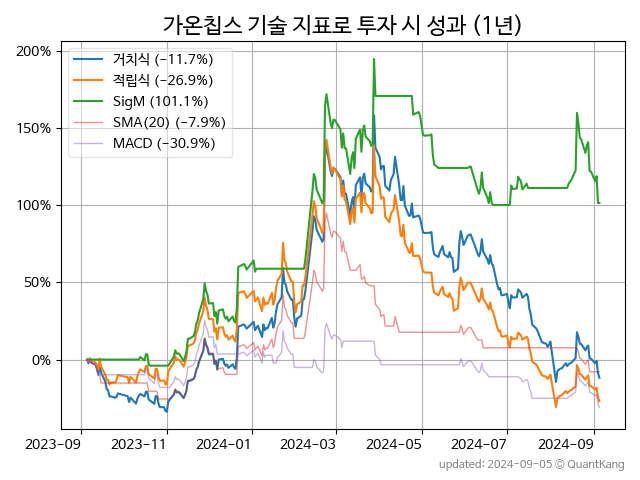 가온칩스 기술 지표로 투자 시 성과 (1년)
200%
150%
100%
50%
0%
거치식 (−11.7%)
적립식 (−26.9%)
SigM (101.1%)
SMA(20) (−7.9%)
MACD (−30.9%)
2023−09 2023−11 2024−01 2024−03 2024−05 2024−07 2024−09
updated: 2024-09-05 © QuantKang